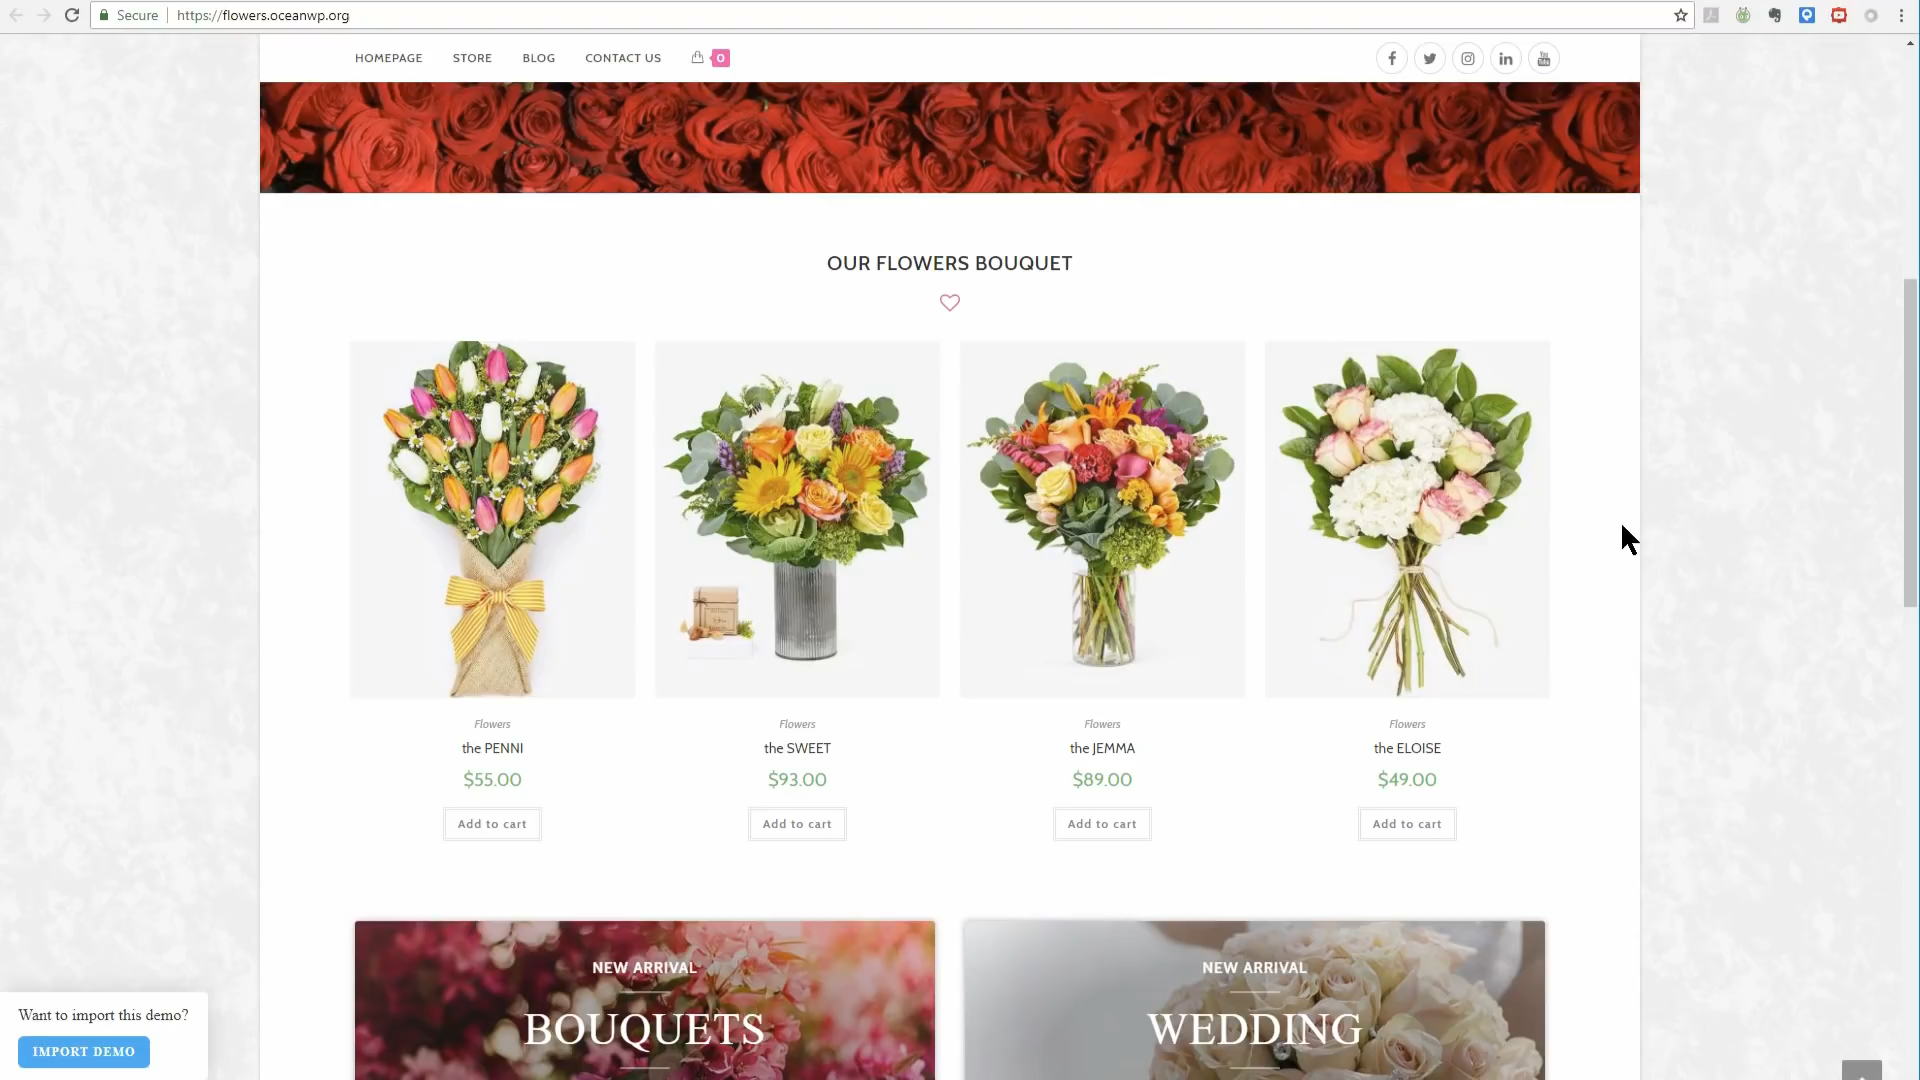 Secure https://flowers.oceanwp.org
HOMEPAGE STORE BLOG CONTACT US 0
OUR FLOWERS BOUQUET
Flowers Flowers Flowers Flowers
the PENNI the SWEET the JEMMA the ELOISE
$55.00 $93.00 $89.00 $49.00
Add to cart Add to cart Add to cart Add to cart
NEW ARRIVAL NEW ARRIVAL
BOUQUETS WEDDING
Want to import this demo?
IMPORT DEMO